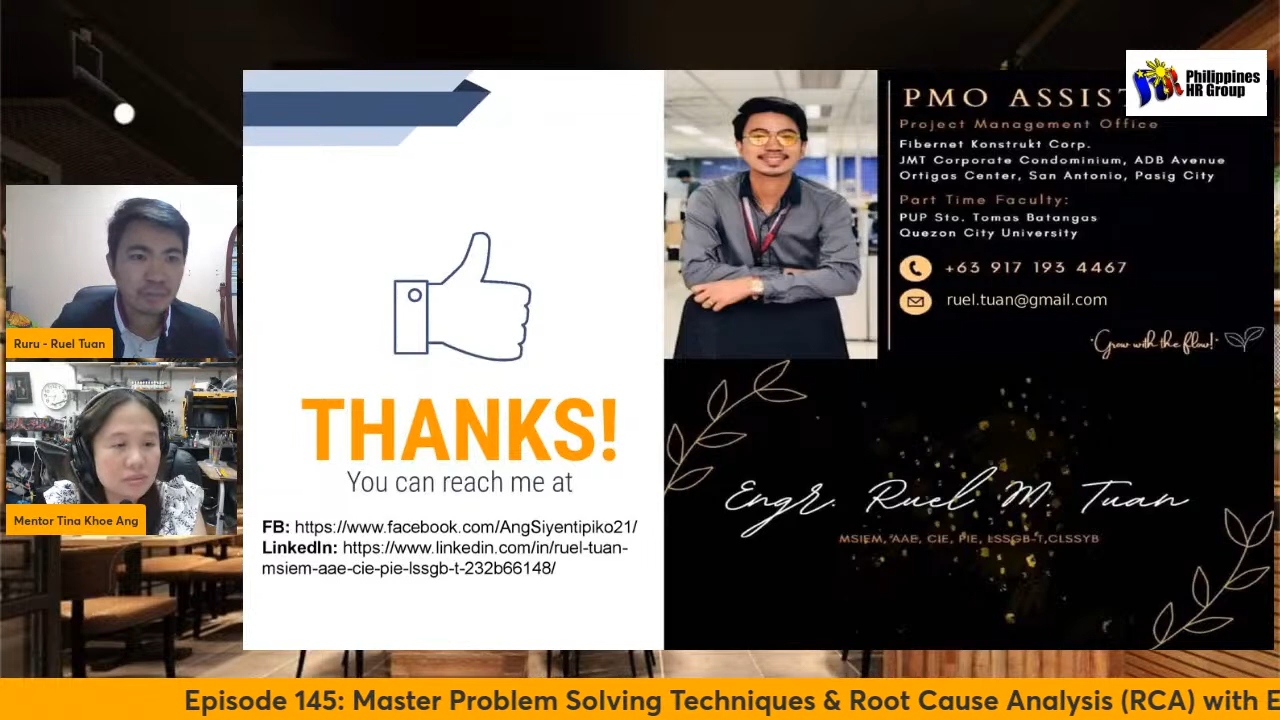 Philippines
HR Group
PMO ASSIST
Project Management Office
Fibernet Konstrukt Corp.
JMT Corporate Condominium, ADB Avenue
Ortigas Center, San Antonio, Pasig City
Part Time Faculty:
PUP Sto. Tomas Batangas
Quezon City University
+63 917 193 4467
ruel.tuan@gmail.com
"Grow with the flow!"
Ruru - Ruel Tuan
Mentor Tina Khoe Ang
THANKS!
You can reach me at
FB: https://www.facebook.com/AngSiyentipiko21/
LinkedIn: https://www.linkedin.com/in/ruel-tuan-
msiem-aae-cie-pie-lssgb-t-232b66148/
Engr. Ruel M. Tuan
MSIEM, AAE, CIE, PIE, LSSGB-T,CLSSYB
Episode 145: Master Problem Solving Techniques & Root Cause Analysis (RCA) with E